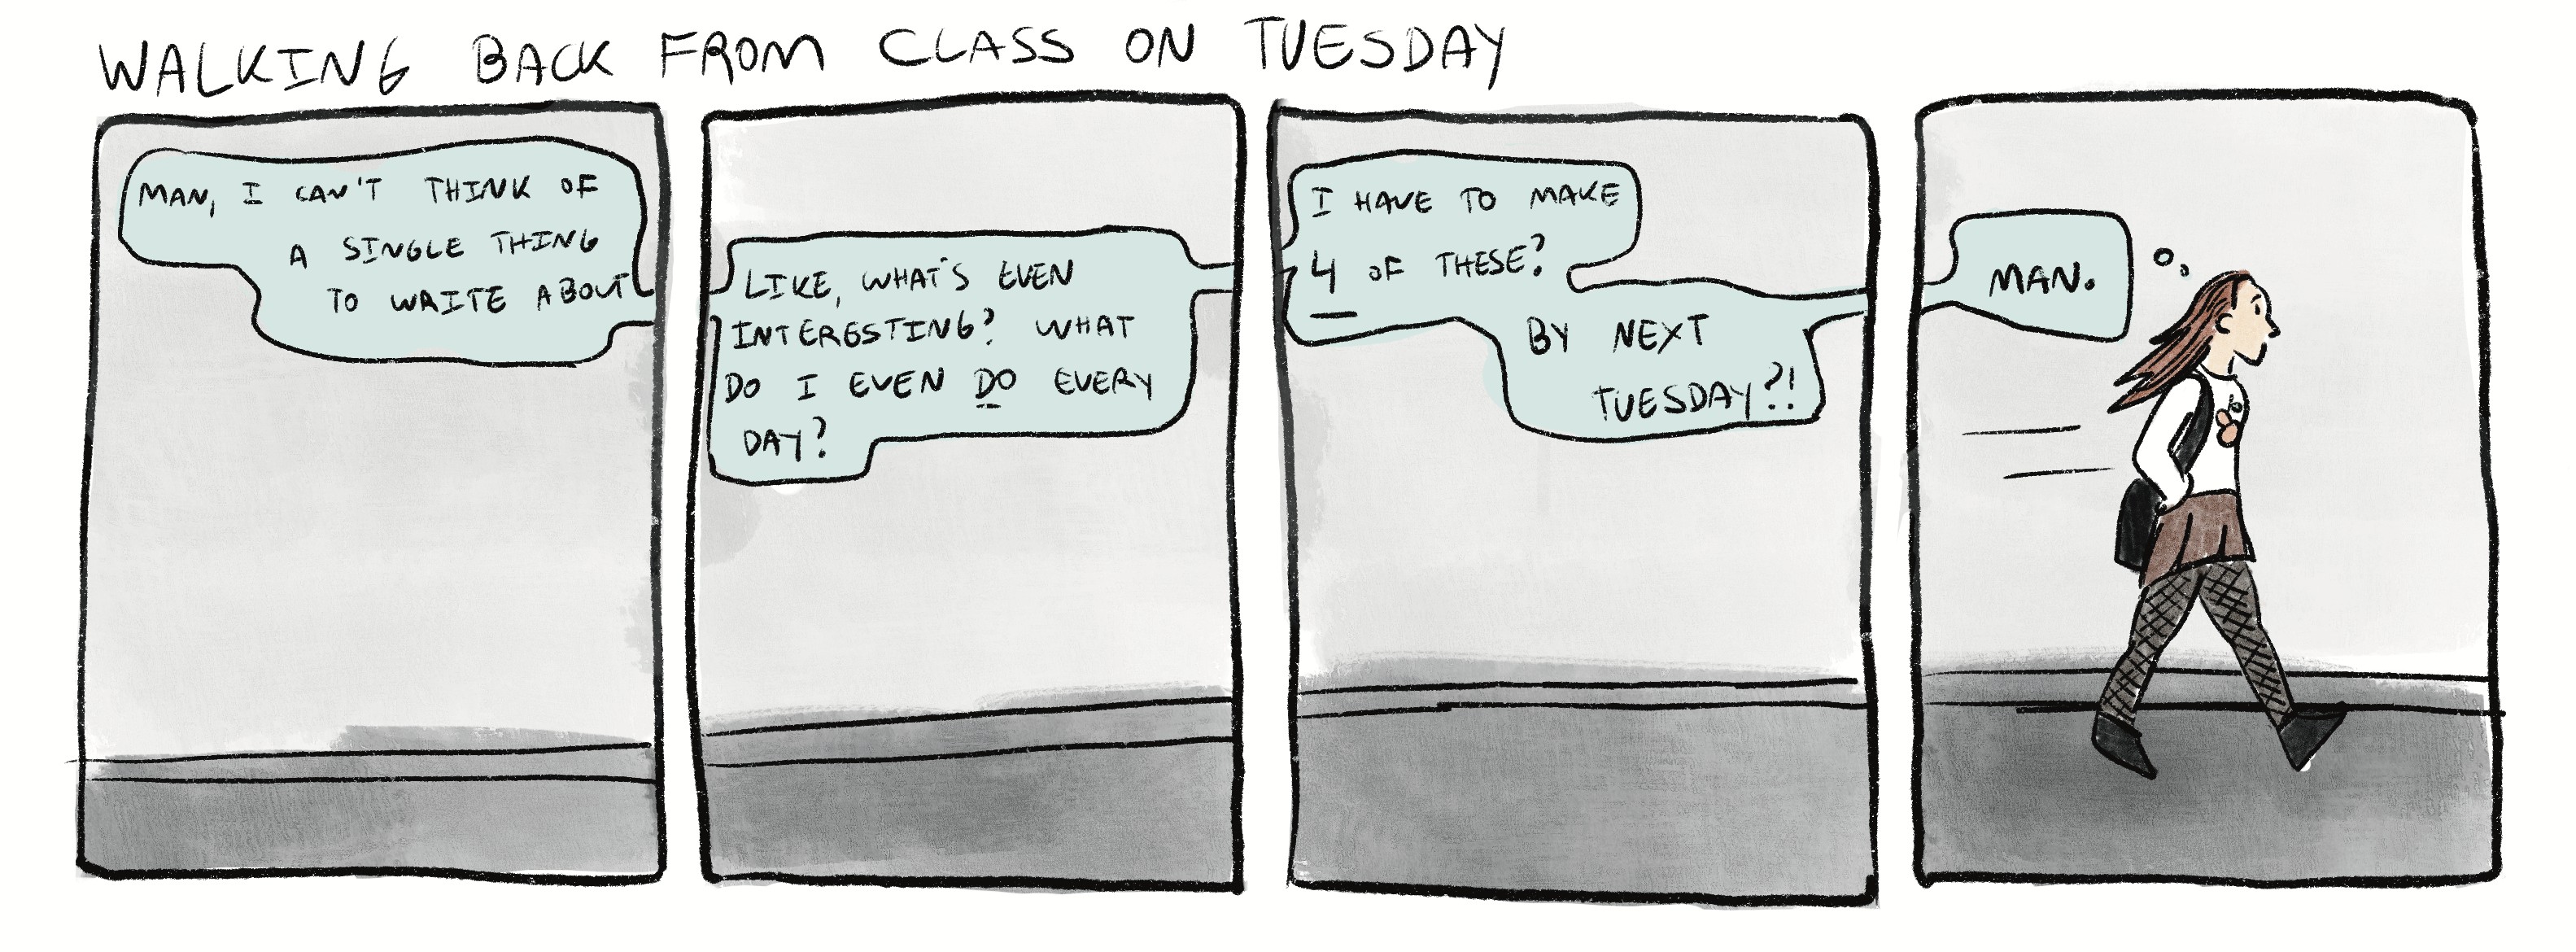 WALKING BACK FROM CLASS ON TUESDAY
MAN, I CAN'T THINK OF
A SINGLE THING
TO WRITE ABOUT
LIKE, WHAT'S EVEN
INTERESTING? WHAT
DO I EVEN DO EVERY
DAY?
I HAVE TO MAKE
4 OF THESE?
BY NEXT
TUESDAY?!
MAN.